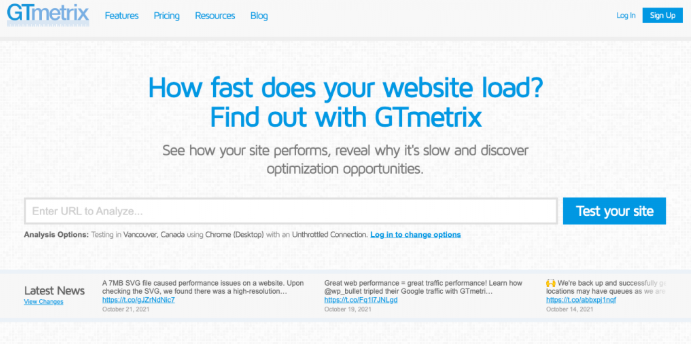 GTmetrix
Features Pricing Resources Blog
Log In Sign Up
How fast does your website load?
Find out with GTmetrix
See how your site performs, reveal why it's slow and discover
optimization opportunities.
Enter URL to Analyze...
Test your site
Analysis Options: Testing in Vancouver, Canada using Chrome (Desktop) with an Unthrottled Connection. Log in to change options
Latest News
View Changes
A 7MB SVG file caused performance issues on a website. Upon
checking the SVG, we found there was a high-resolution...
https://t.co/gJZrNdNic7
October 21, 2021
Great web performance = great traffic performance! Learn how
@wp_bullet tripled their Google traffic with GTmetri...
https://t.co/Fq1l7JNLgd
October 19, 2021
🙌 We're back up and successfully
locations may have queues as we are
https://t.co/abbxpj1nqf
October 14, 2021